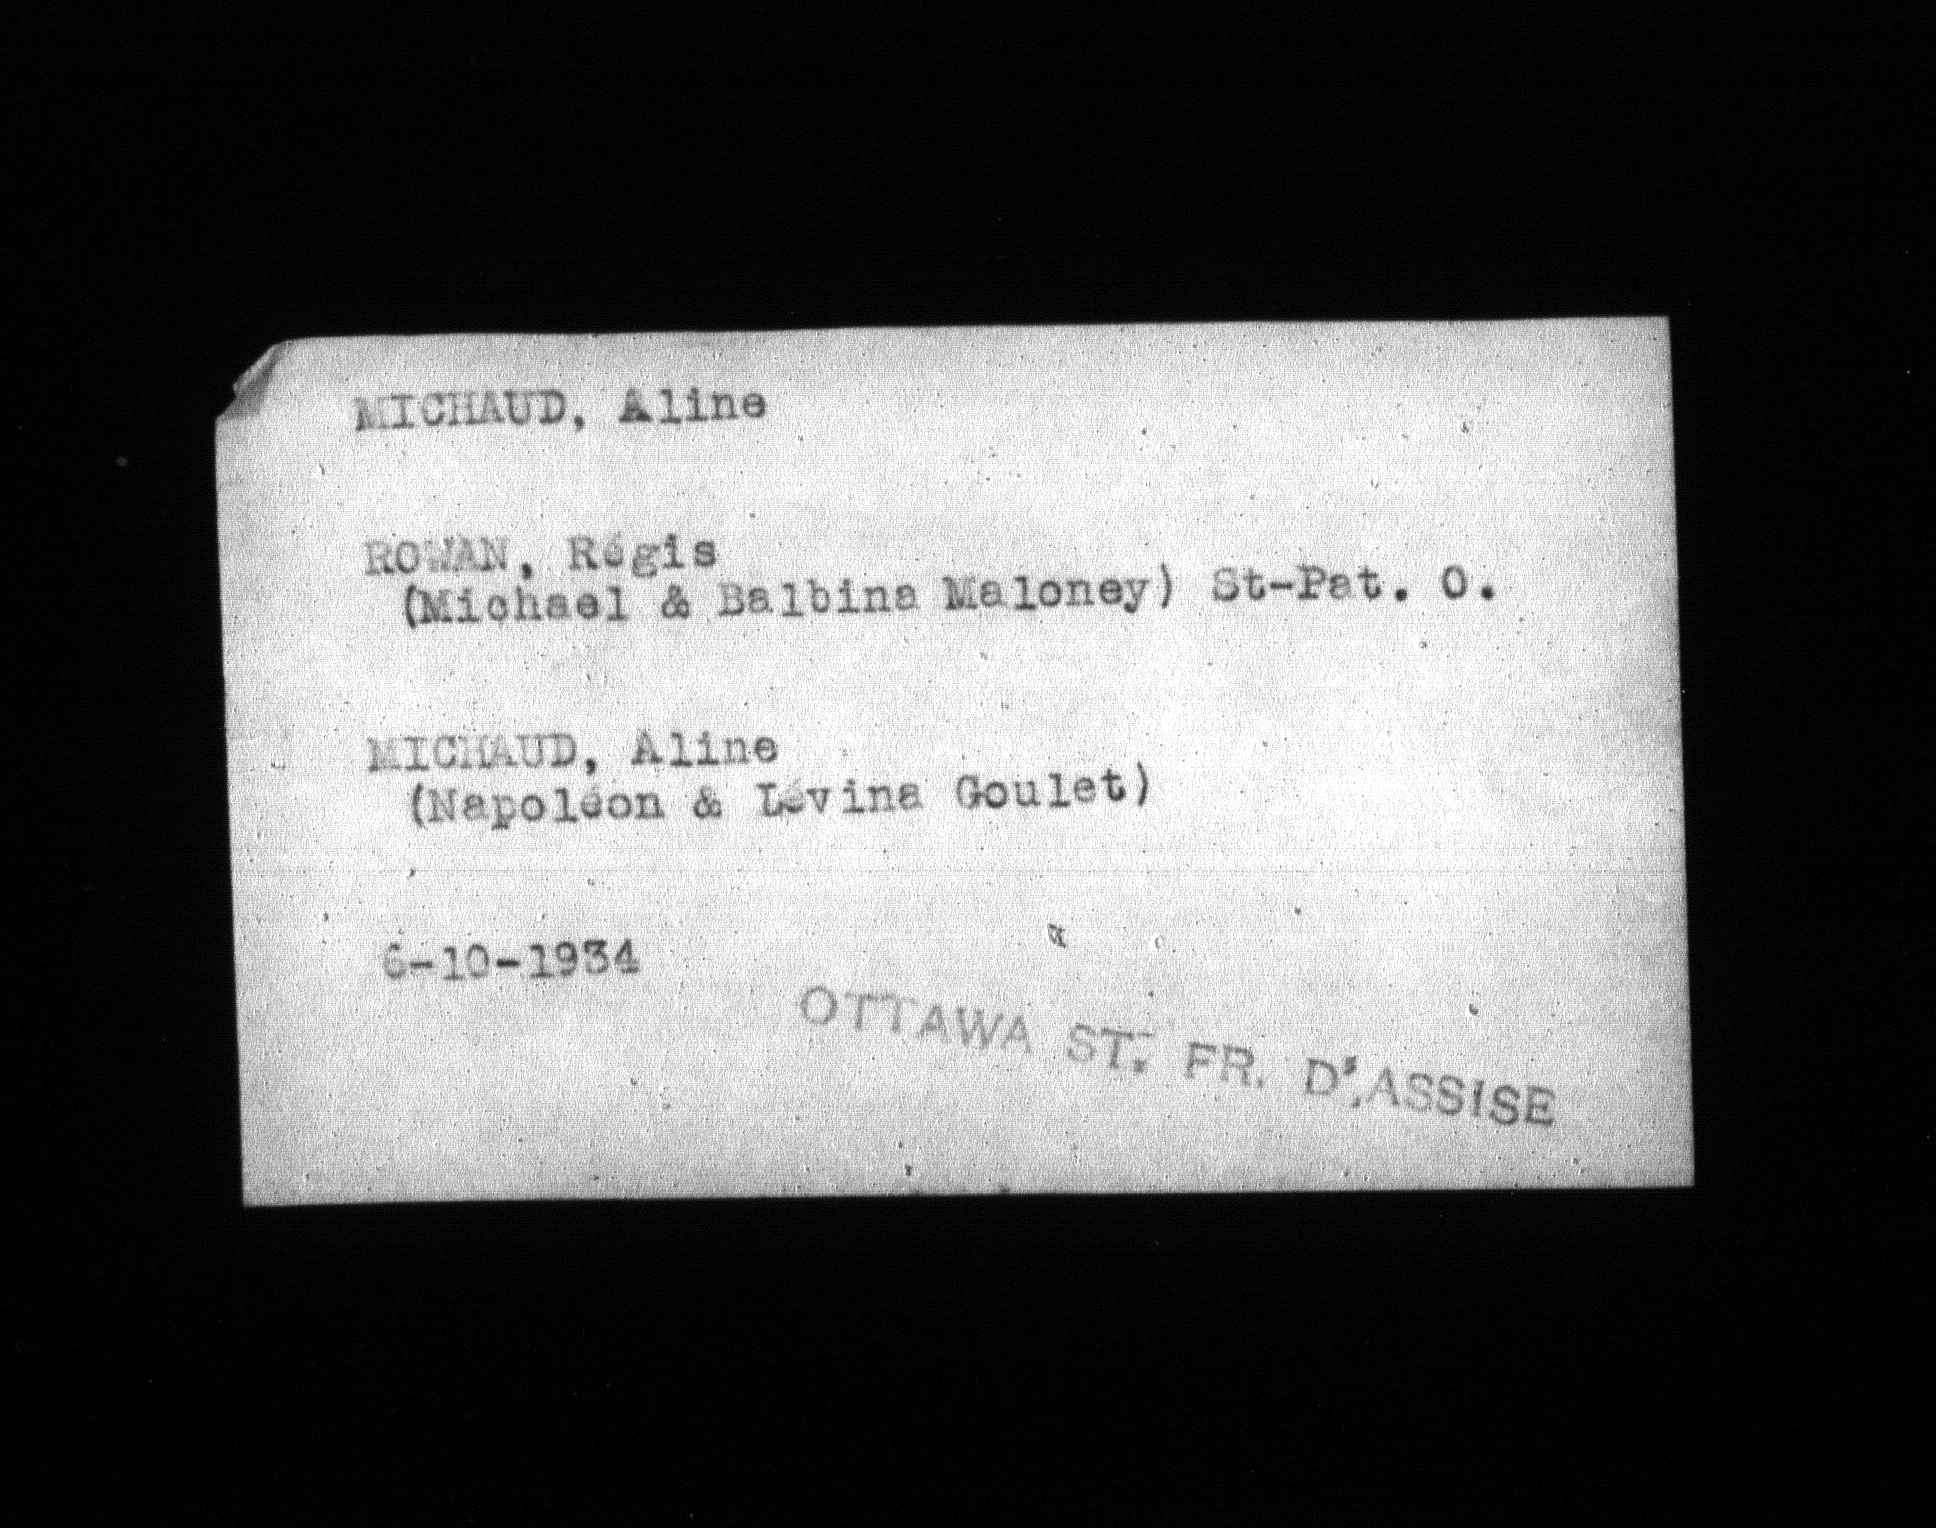 MICHAUD, Aline
ROWAN, Régis
(Michael & Balbina Maloney) St-Pat. O.
MICHAUD, Aline
(Napoléon & Lévina Goulet)
6-10-1934
OTTAWA ST. FR. D'ASSISE